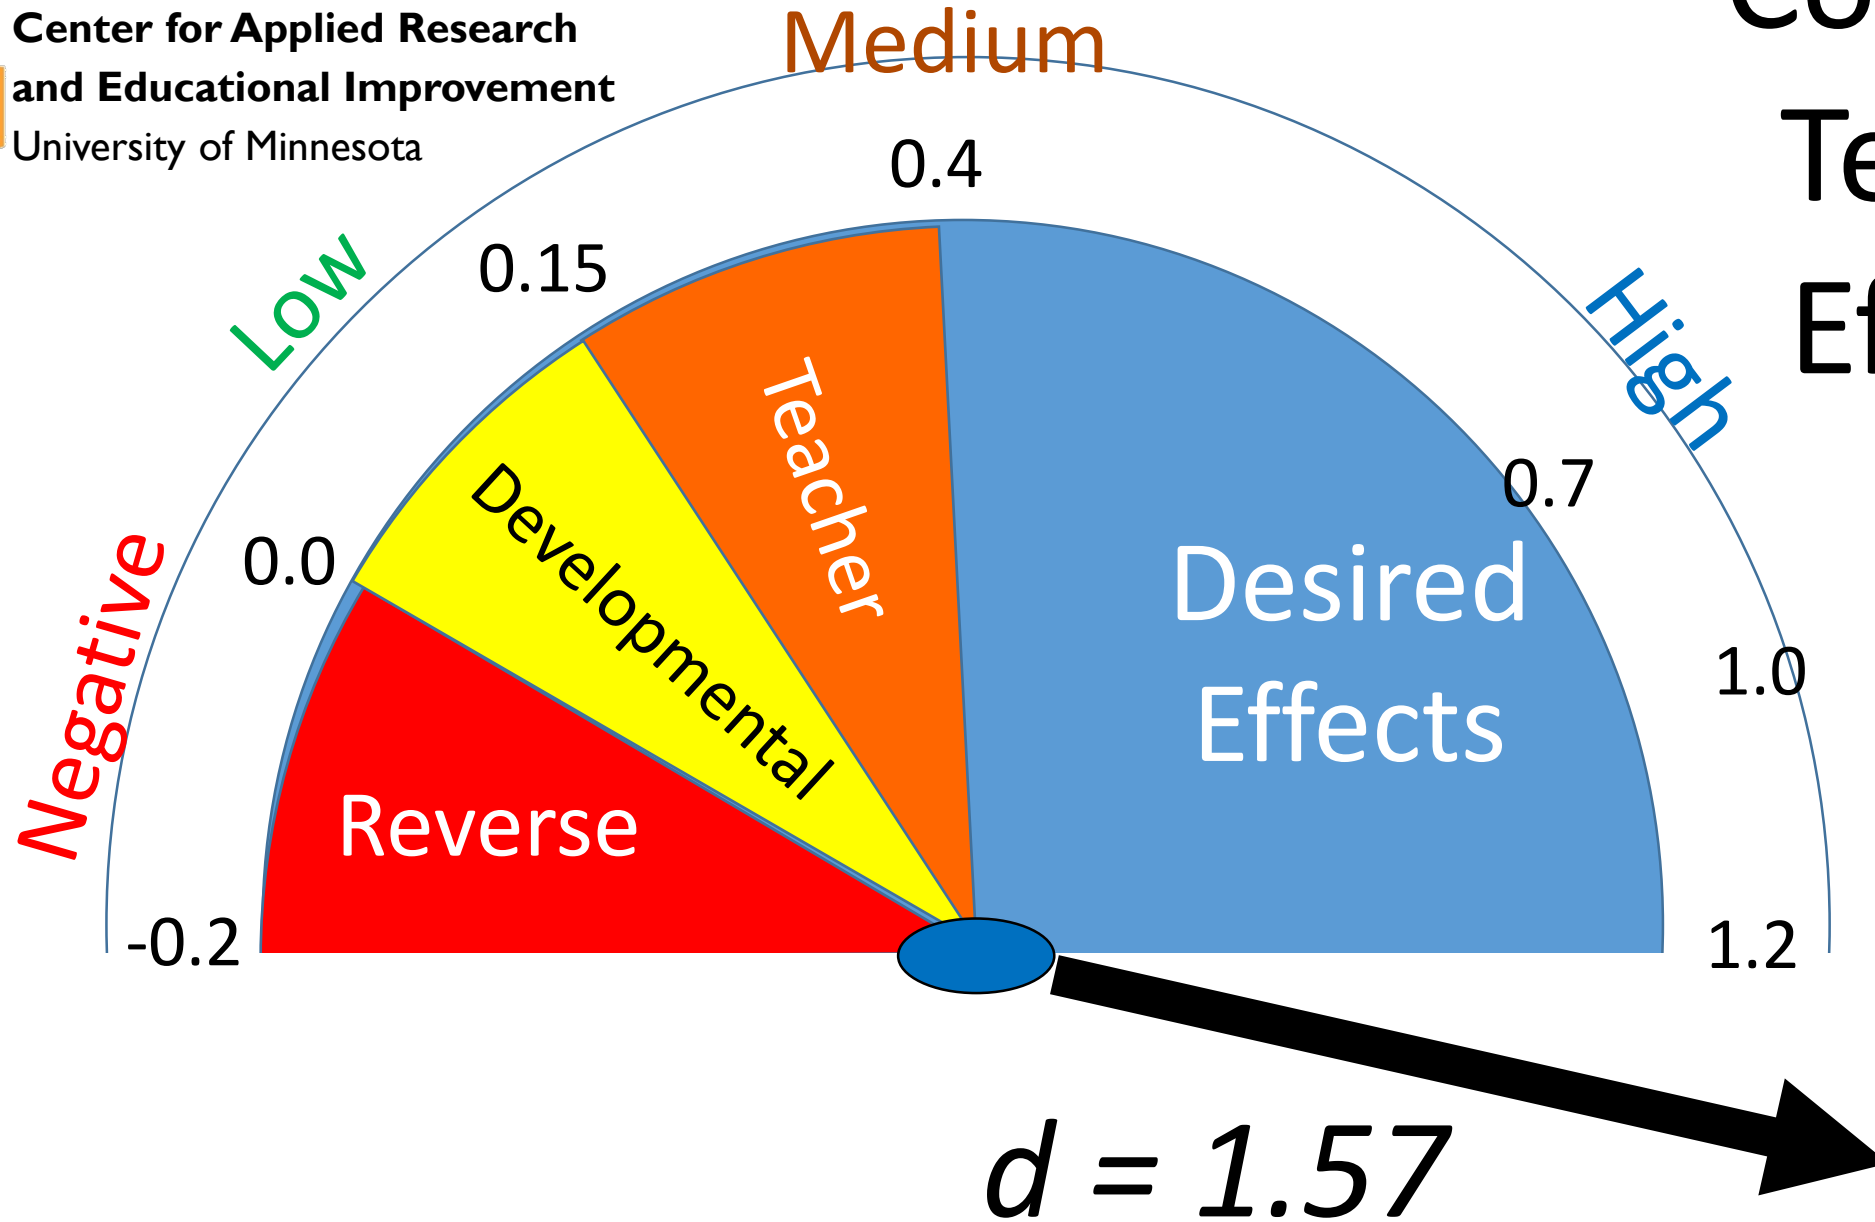 Center for Applied Research
and Educational Improvement
University of Minnesota
Medium
Co
Te
Ef
0.4
0.15
Low
High
Teacher
0.7
Developmental
Negative
0.0
Desired
Effects
1.0
Reverse
-0.2
1.2
d = 1.57